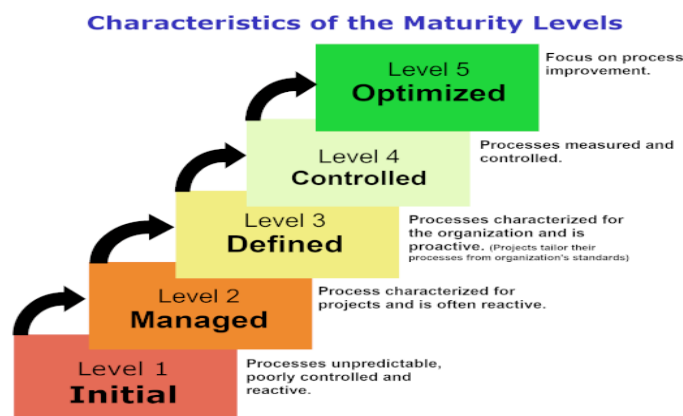 Characteristics of the Maturity Levels
Level 5
Optimized
Focus on process
improvement.
Level 4
Controlled
Processes measured and
controlled.
Level 3
Defined
Processes characterized for
the organization and is
proactive. (Projects tailor their
processes from organization's standards)
Level 2
Managed
Process characterized for
projects and is often reactive.
Level 1
Initial
Processes unpredictable,
poorly controlled and
reactive.